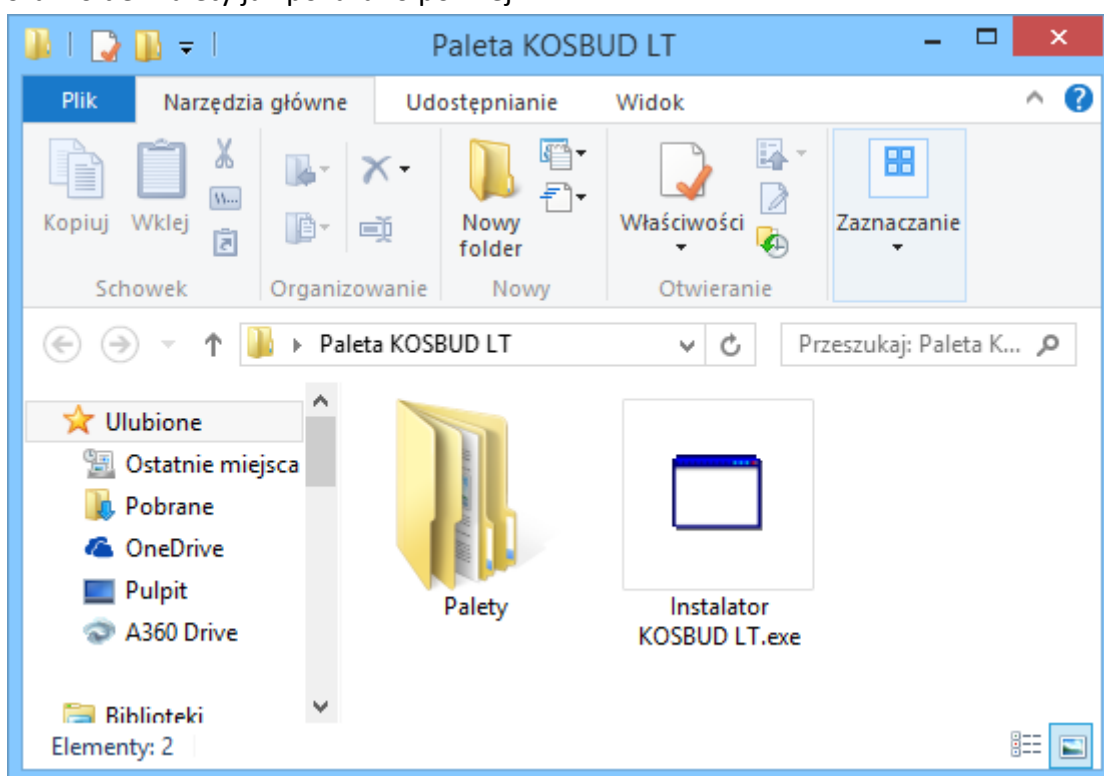 Paleta KOSBUD LT
Plik Narzędzia główne Udostępnianie Widok
Kopiuj Wklej Nowy folder Właściwości Zaznaczanie
Schowek Organizowanie Nowy Otwieranie
Paleta KOSBUD LT Przeszukaj: Paleta K...
Ulubione
Ostatnie miejsca
Pobrane
OneDrive
Pulpit
A360 Drive
Biblioteki
Palety
Instalator
KOSBUD LT.exe
Elementy: 2